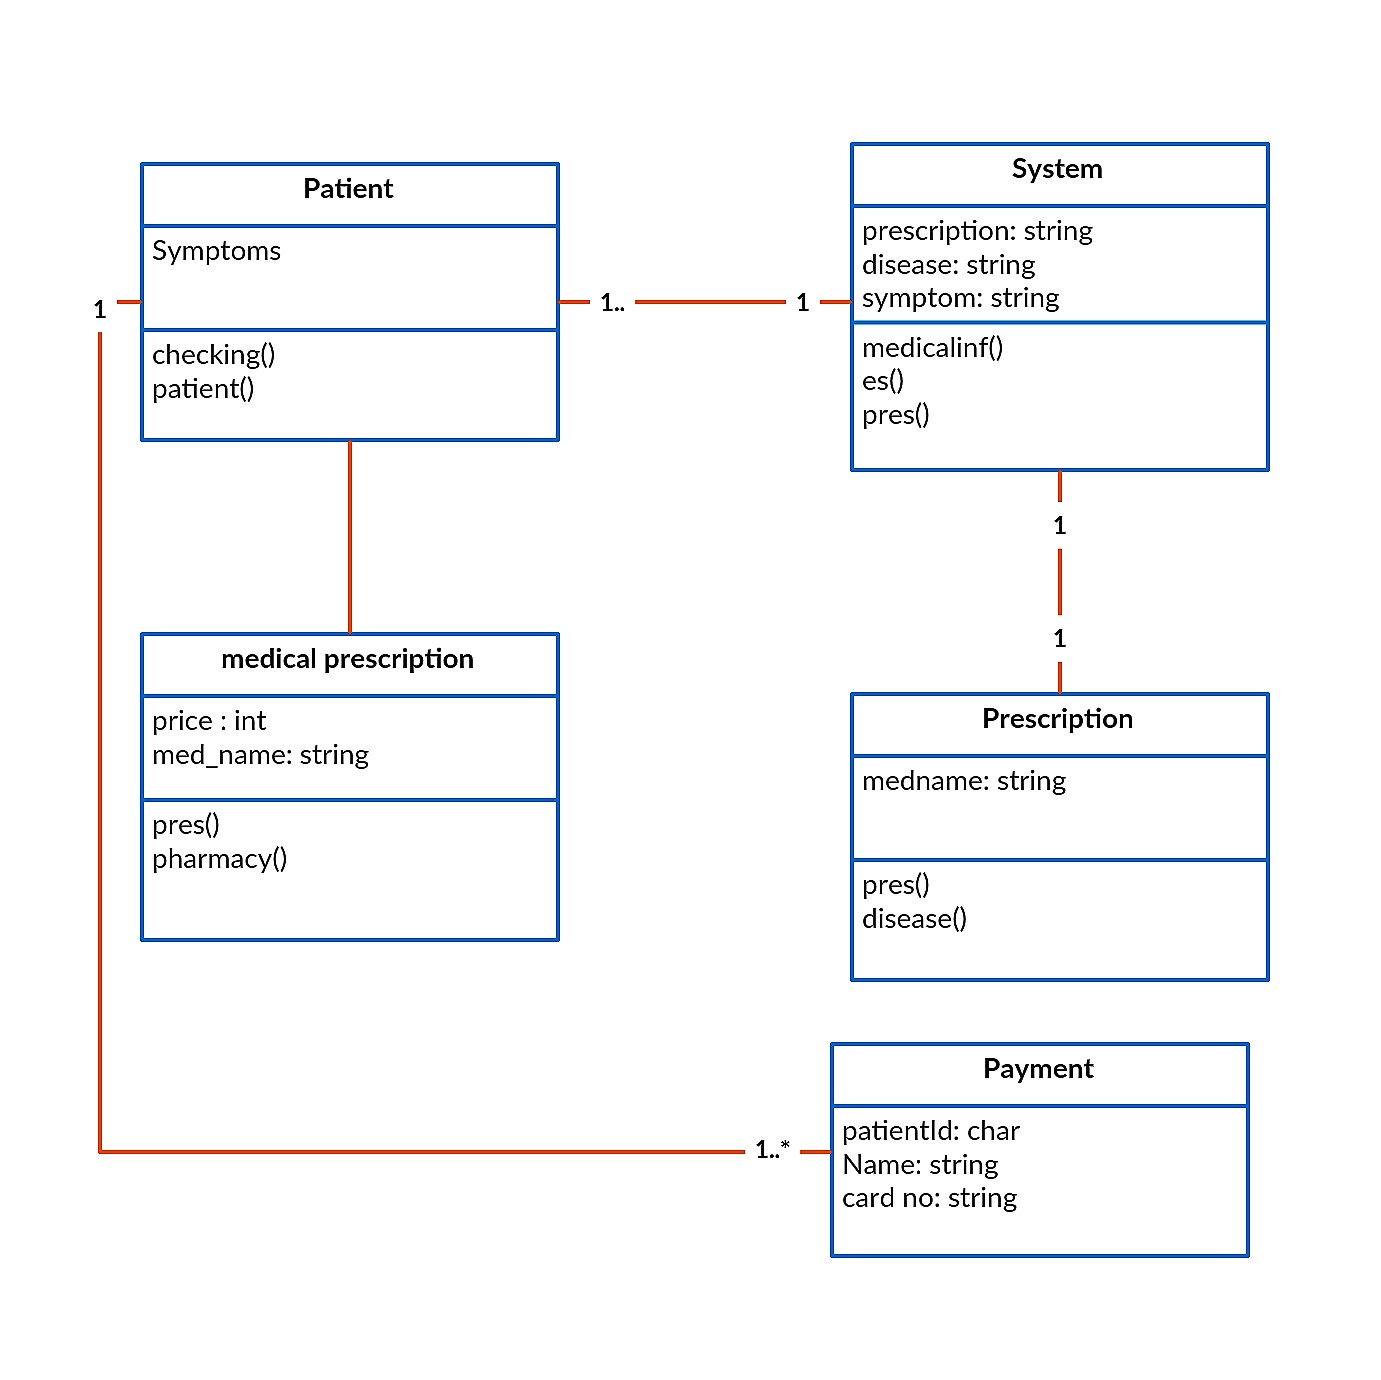 Patient
Symptoms
checking()
patient()
System
prescription: string
disease: string
symptom: string
medicalinf()
es()
pres()
1
1..
1
1
1
medical prescription
price : int
med_name: string
pres()
pharmacy()
Prescription
medname: string
pres()
disease()
Payment
patientId: char
Name: string
card no: string
1..*